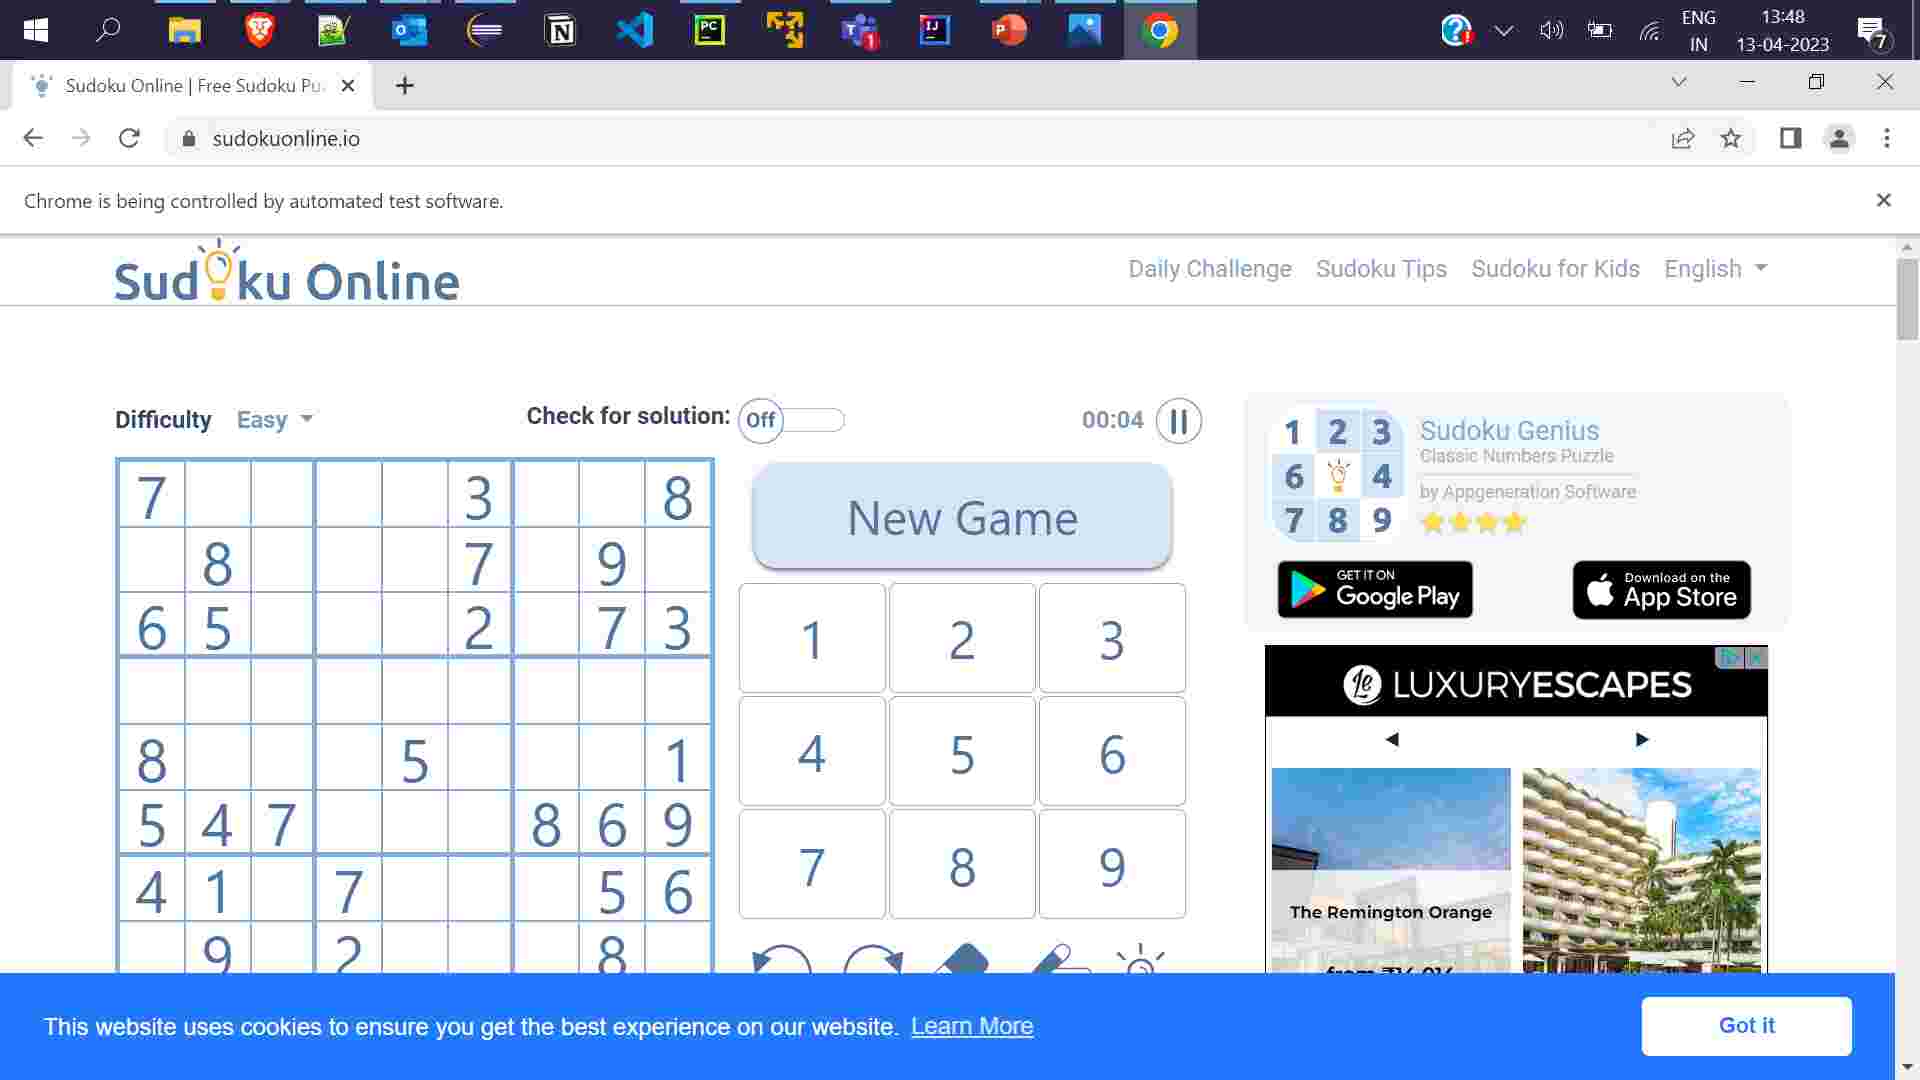 ENG
13:48
IN
13-04-2023
7
Sudoku Online | Free Sudoku Pu
sudokuonline.io
Chrome is being controlled by automated test software.
Sudoku Online
Daily Challenge Sudoku Tips Sudoku for Kids English
Difficulty Easy
Check for solution: Off
00:04
New Game
7 3 8
8 7 9
6 5 2 7 3
8 5 1
5 4 7 8 6 9
4 1 7 5 6
9 2 8
1 2 3
4 5 6
7 8 9
1 2 3
6 4
7 8 9
Sudoku Genius
Classic Numbers Puzzle
by Appgeneration Software
GET IT ON
Google Play
Download on the
App Store
Le LUXURYESCAPES
The Remington Orange
This website uses cookies to ensure you get the best experience on our website. Learn More
Got it